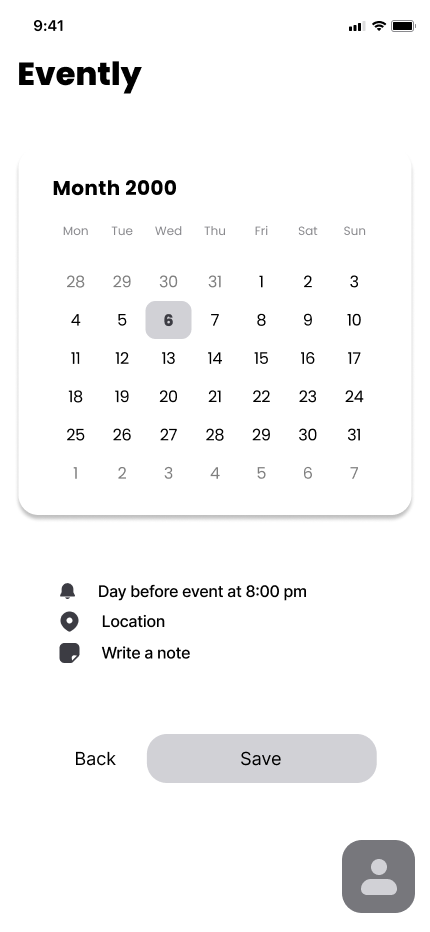 9:41
Evently
Month 2000
Mon Tue Wed Thu Fri Sat Sun
28 29 30 31 1 2 3
4 5 6 7 8 9 10
11 12 13 14 15 16 17
18 19 20 21 22 23 24
25 26 27 28 29 30 31
1 2 3 4 5 6 7
Day before event at 8:00 pm
Location
Write a note
Back Save